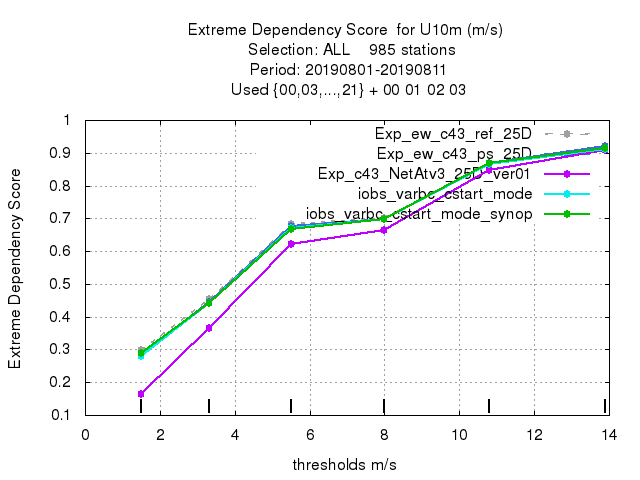 Extreme Dependency Score  for U10m (m/s)
Selection: ALL    985 stations
Period: 20190801-20190811
Used {00,03,...,21} + 00 01 02 03
Exp_ew_c43_ref_25D
Exp_ew_c43_ps_25D
Exp_c43_NetAtv3_25D_ver01
iobs_varbc_cstart_mode
iobs_varbc_cstart_mode_synop
Extreme Dependency Score
1
0.9
0.8
0.7
0.6
0.5
0.4
0.3
0.2
0.1
0 2 4 6 8 10 12 14
thresholds m/s